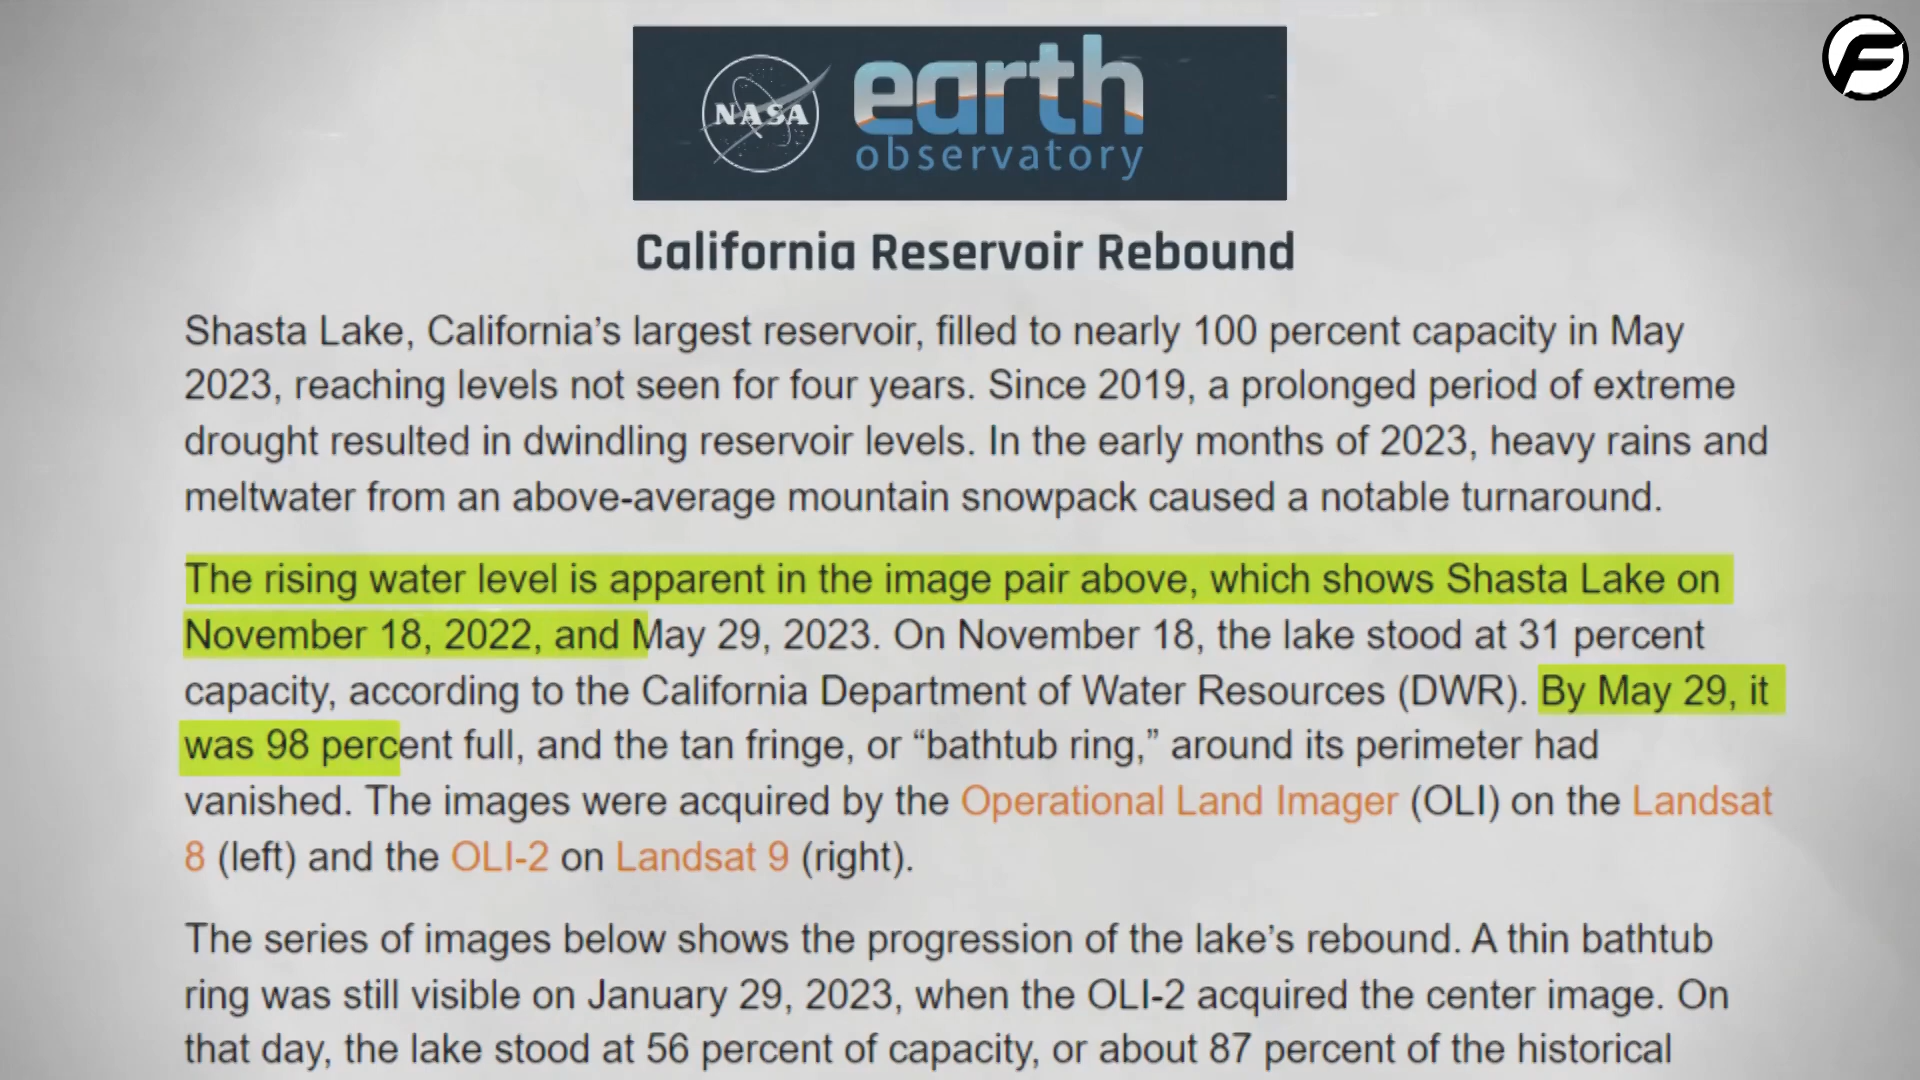 NASA
earth
observatory
California Reservoir Rebound
Shasta Lake, California’s largest reservoir, filled to nearly 100 percent capacity in May
2023, reaching levels not seen for four years. Since 2019, a prolonged period of extreme
drought resulted in dwindling reservoir levels. In the early months of 2023, heavy rains and
meltwater from an above-average mountain snowpack caused a notable turnaround.
The rising water level is apparent in the image pair above, which shows Shasta Lake on
November 18, 2022, and May 29, 2023. On November 18, the lake stood at 31 percent
capacity, according to the California Department of Water Resources (DWR). By May 29, it
was 98 percent full, and the tan fringe, or “bathtub ring,” around its perimeter had
vanished. The images were acquired by the Operational Land Imager (OLI) on the Landsat
8 (left) and the OLI-2 on Landsat 9 (right).
The series of images below shows the progression of the lake’s rebound. A thin bathtub
ring was still visible on January 29, 2023, when the OLI-2 acquired the center image. On
that day, the lake stood at 56 percent of capacity, or about 87 percent of the historical
F